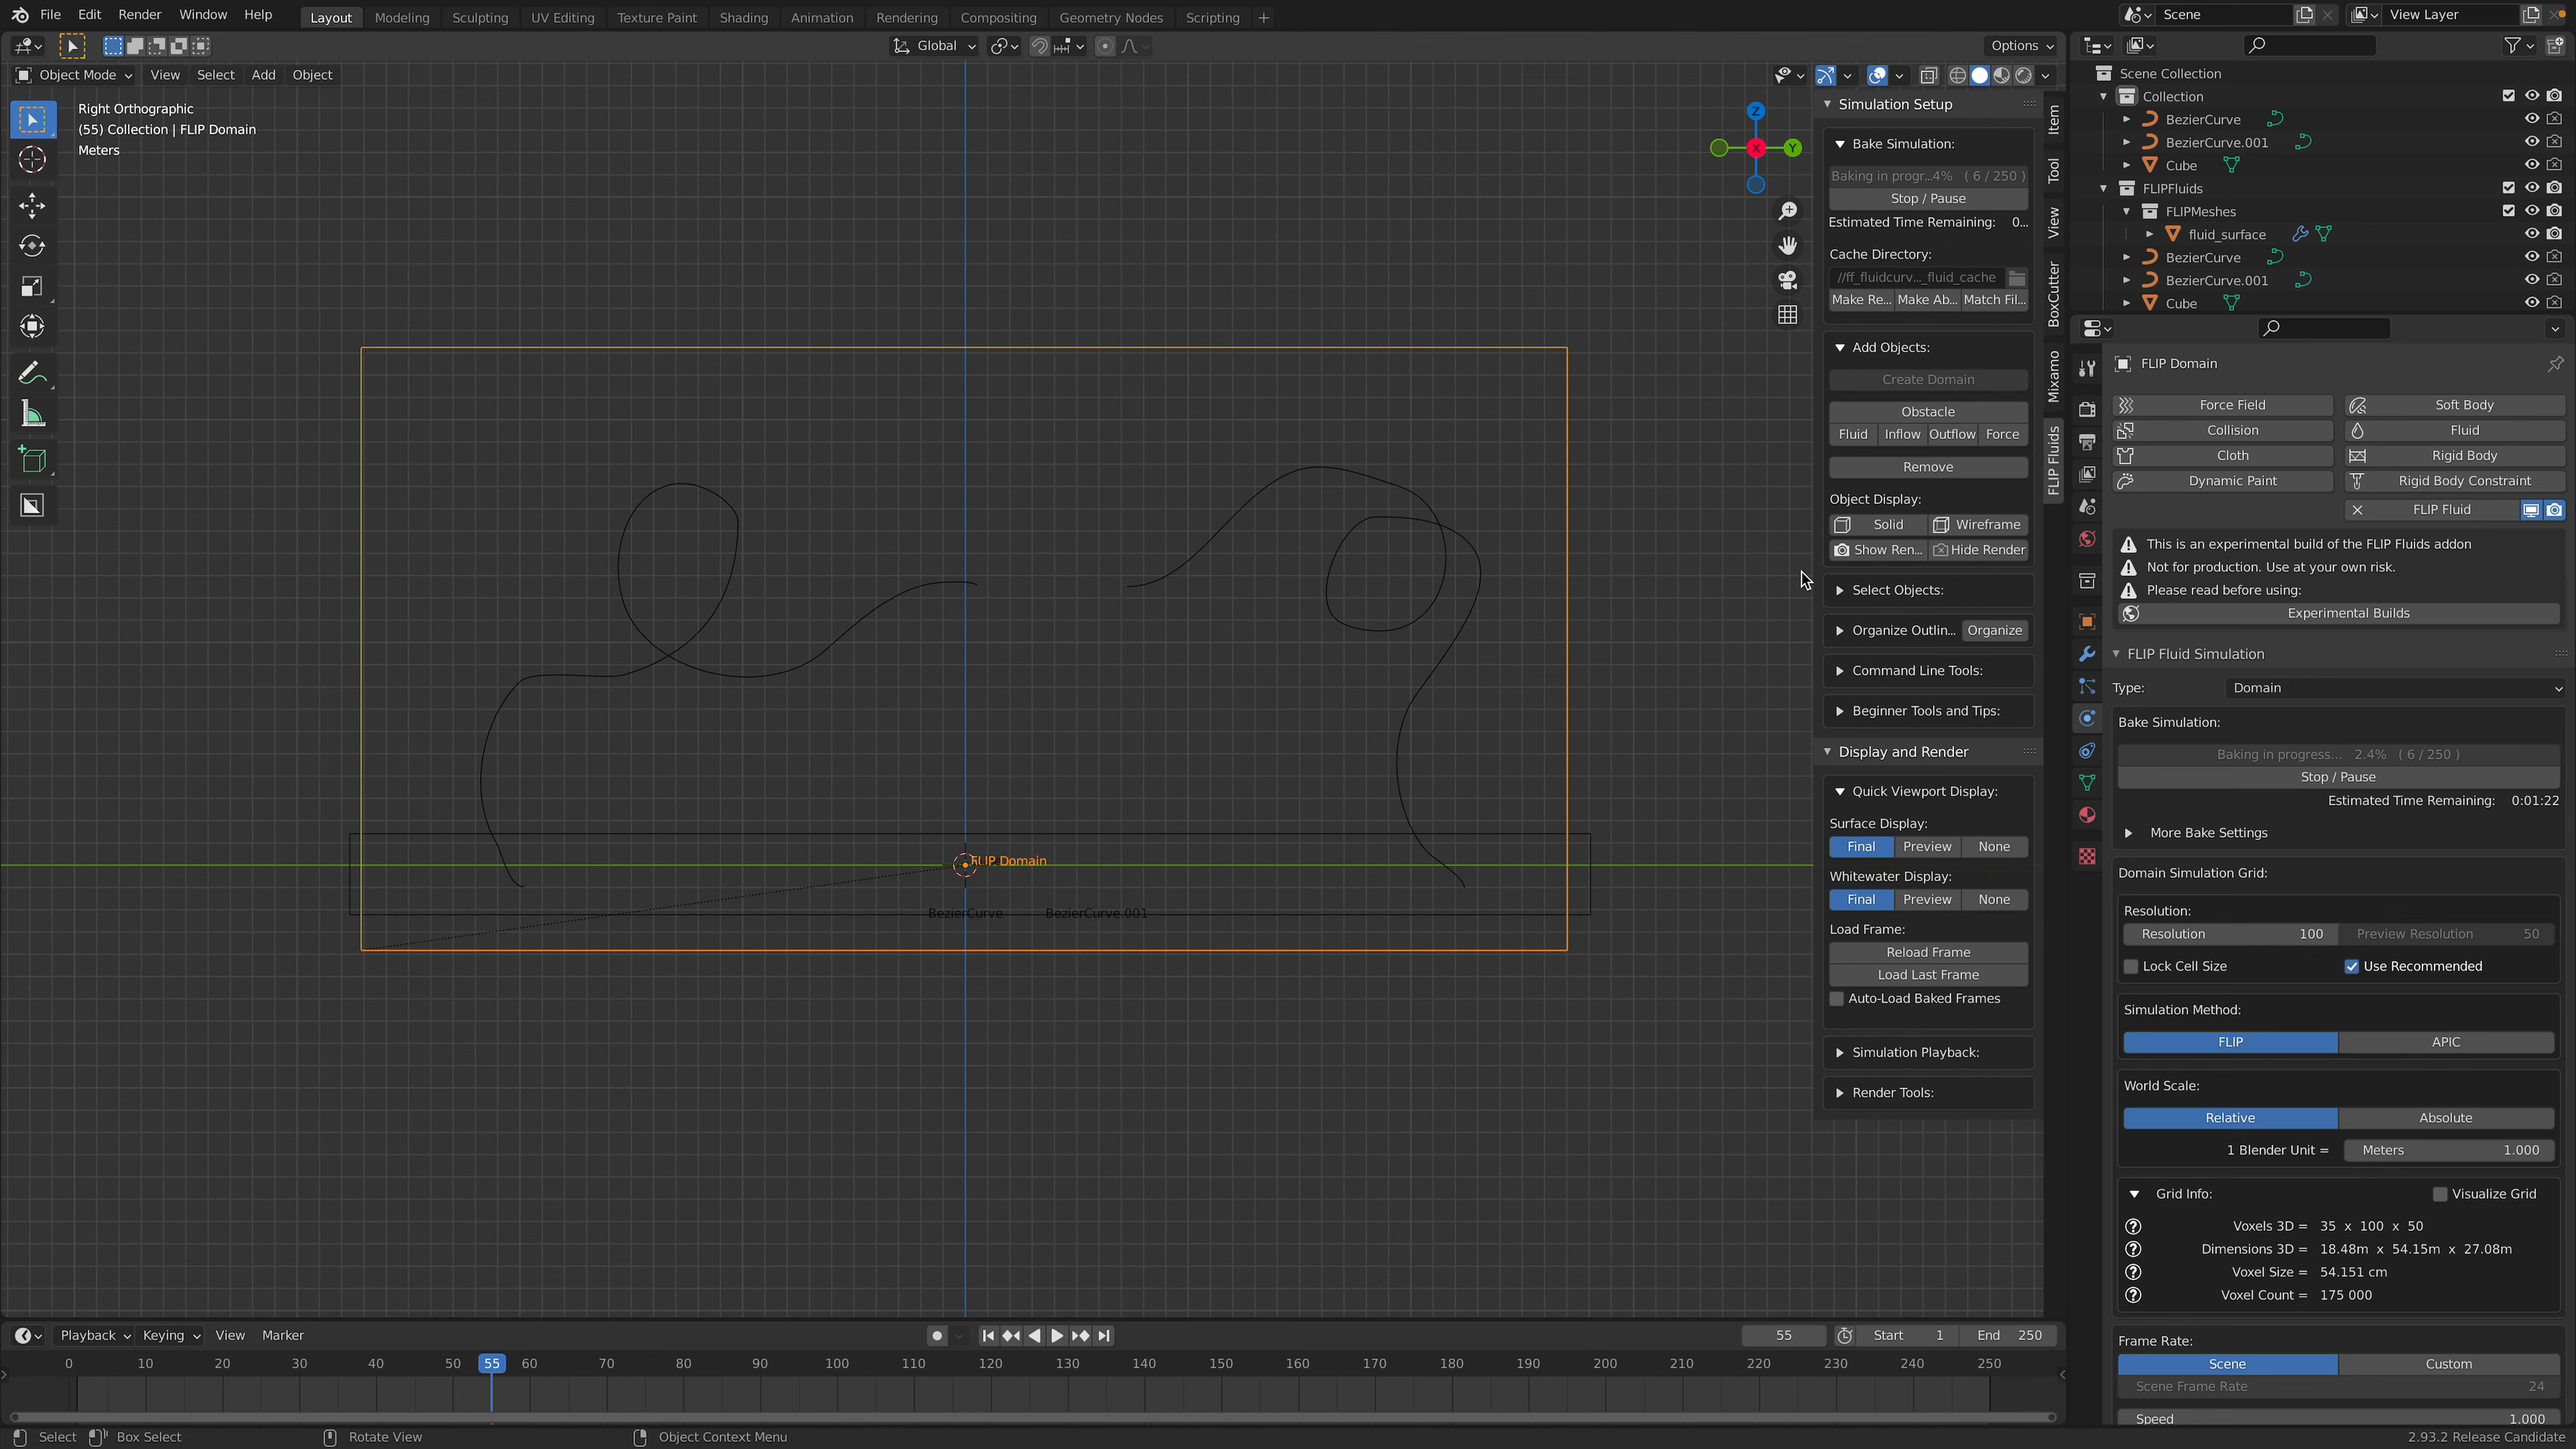 File Edit Render Window Help Layout Modeling Sculpting UV Editing Texture Paint Shading Animation Rendering Compositing Geometry Nodes Scripting + Scene View Layer
Global Options
Object Mode View Select Add Object
Right Orthographic
(55) Collection | FLIP Domain
Meters
Z
X
Y
FLIP Domain
BezierCurve BezierCurve.001
Simulation Setup
Bake Simulation:
Baking in progr...4% ( 6 / 250 )
Stop / Pause
Estimated Time Remaining: 0...
Cache Directory:
//ff_fluidcurv..._fluid_cache
Make Re... Make Ab... Match Fil...
Add Objects:
Create Domain
Obstacle
Fluid Inflow Outflow Force
Remove
Object Display:
Solid Wireframe
Show Ren... Hide Render
Select Objects:
Organize Outlin... Organize
Command Line Tools:
Beginner Tools and Tips:
Display and Render
Quick Viewport Display:
Surface Display:
Final Preview None
Whitewater Display:
Final Preview None
Load Frame:
Reload Frame
Load Last Frame
Auto-Load Baked Frames
Simulation Playback:
Render Tools:
Item
Tool
View
BoxCutter
Mixamo
FLIP Fluids
Scene Collection
Collection
BezierCurve
BezierCurve.001
Cube
FLIPFluids
FLIPMeshes
fluid_surface
BezierCurve
BezierCurve.001
Cube
FLIP Domain
Force Field Soft Body
Collision Fluid
Cloth Rigid Body
Dynamic Paint Rigid Body Constraint
FLIP Fluid
This is an experimental build of the FLIP Fluids addon
Not for production. Use at your own risk.
Please read before using:
Experimental Builds
FLIP Fluid Simulation
Type: Domain
Bake Simulation:
Baking in progress... 2.4% ( 6 / 250 )
Stop / Pause
Estimated Time Remaining: 0:01:22
More Bake Settings
Domain Simulation Grid:
Resolution:
Resolution 100 Preview Resolution 50
Lock Cell Size Use Recommended
Simulation Method:
FLIP APIC
World Scale:
Relative Absolute
1 Blender Unit = Meters 1.000
Grid Info: Visualize Grid
Voxels 3D = 35 x 100 x 50
Dimensions 3D = 18.48m x 54.15m x 27.08m
Voxel Size = 54.151 cm
Voxel Count = 175 000
Frame Rate:
Scene Custom
Scene Frame Rate 24
Speed 1.000
Playback Keying View Marker 55 Start 1 End 250
0 10 20 30 40 50 55 60 70 80 90 100 110 120 130 140 150 160 170 180 190 200 210 220 230 240 250
Select Box Select Rotate View Object Context Menu 2.93.2 Release Candidate